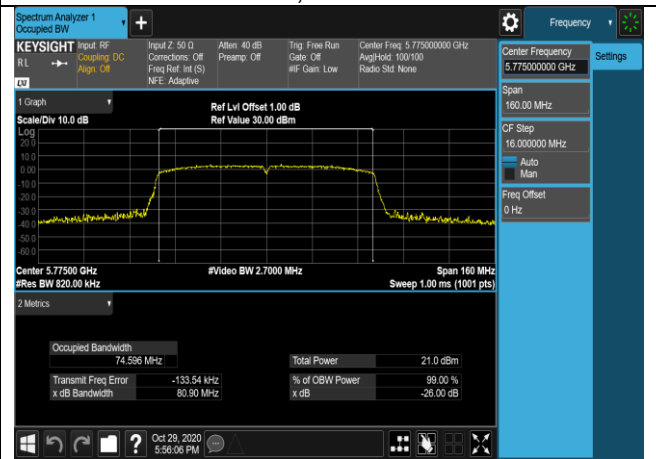 Spectrum Analyzer 1
Occupied BW
+
Frequency
KEYSIGHT
RL
LXI
Input: RF
Coupling: DC
Align: Off
Input Z: 50 Ω
Corrections: Off
Freq Ref: Int (S)
NFE: Adaptive
Atten: 40 dB
Preamp: Off
Trig: Free Run
Gate: Off
#IF Gain: Low
Center Freq: 5.775000000 GHz
Avg|Hold: 100/100
Radio Std: None
Center Frequency
5.775000000 GHz
Settings
Span
160.00 MHz
CF Step
16.000000 MHz
Auto
Man
Freq Offset
0 Hz
1 Graph
Scale/Div 10.0 dB
Ref Lvl Offset 1.00 dB
Ref Value 30.00 dBm
Log
20.0
10.0
0.00
-10.0
-20.0
-30.0
-40.0
-50.0
-60.0
Center 5.77500 GHz
#Video BW 2.7000 MHz
Span 160 MHz
#Res BW 820.00 kHz
Sweep 1.00 ms (1001 pts)
2 Metrics
Occupied Bandwidth
74.596 MHz
Total Power 21.0 dBm
Transmit Freq Error -133.54 kHz
% of OBW Power 99.00 %
x dB Bandwidth 80.90 MHz
x dB -26.00 dB
?
Oct 29, 2020
5:56:06 PM